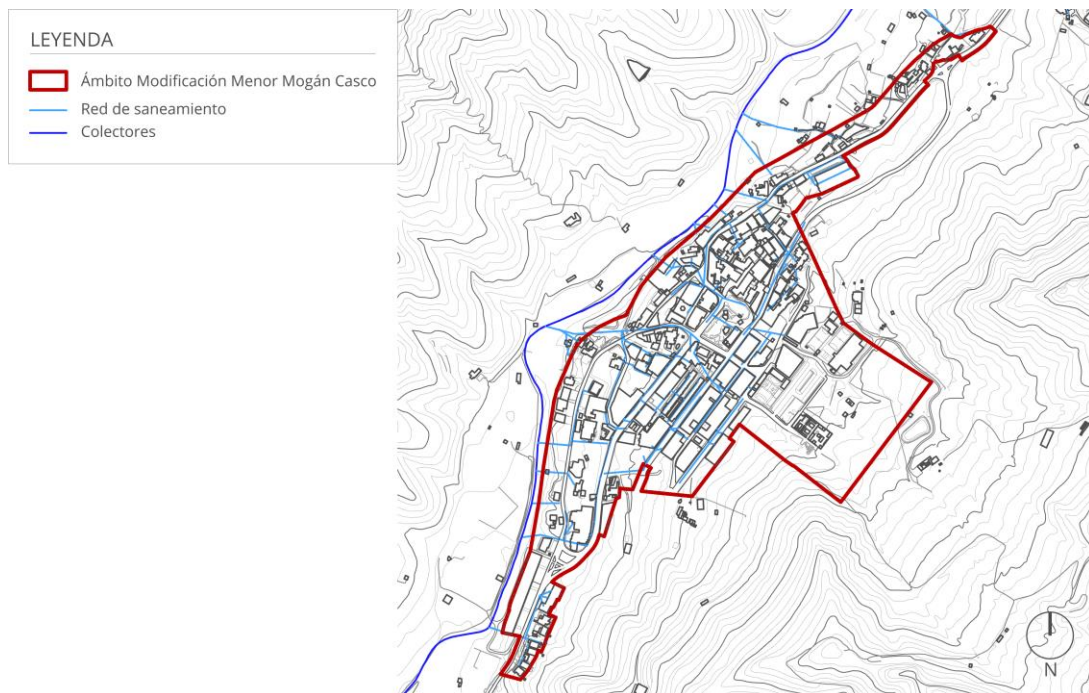 LEYENDA
Ámbito Modificación Menor Mogán Casco
Red de saneamiento
Colectores
N